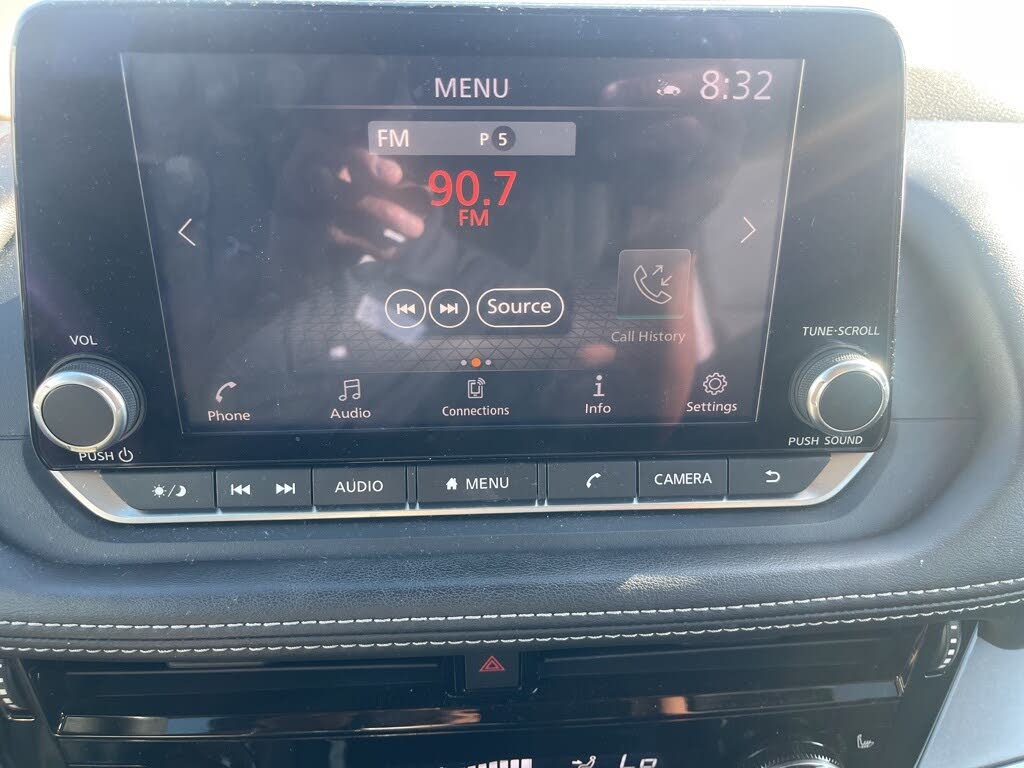 MENU 8:32
FM P 5
90.7
FM
Source
Call History
VOL
TUNE·SCROLL
Phone Audio Connections Info Settings
PUSH
PUSH SOUND
AUDIO MENU CAMERA
Lo